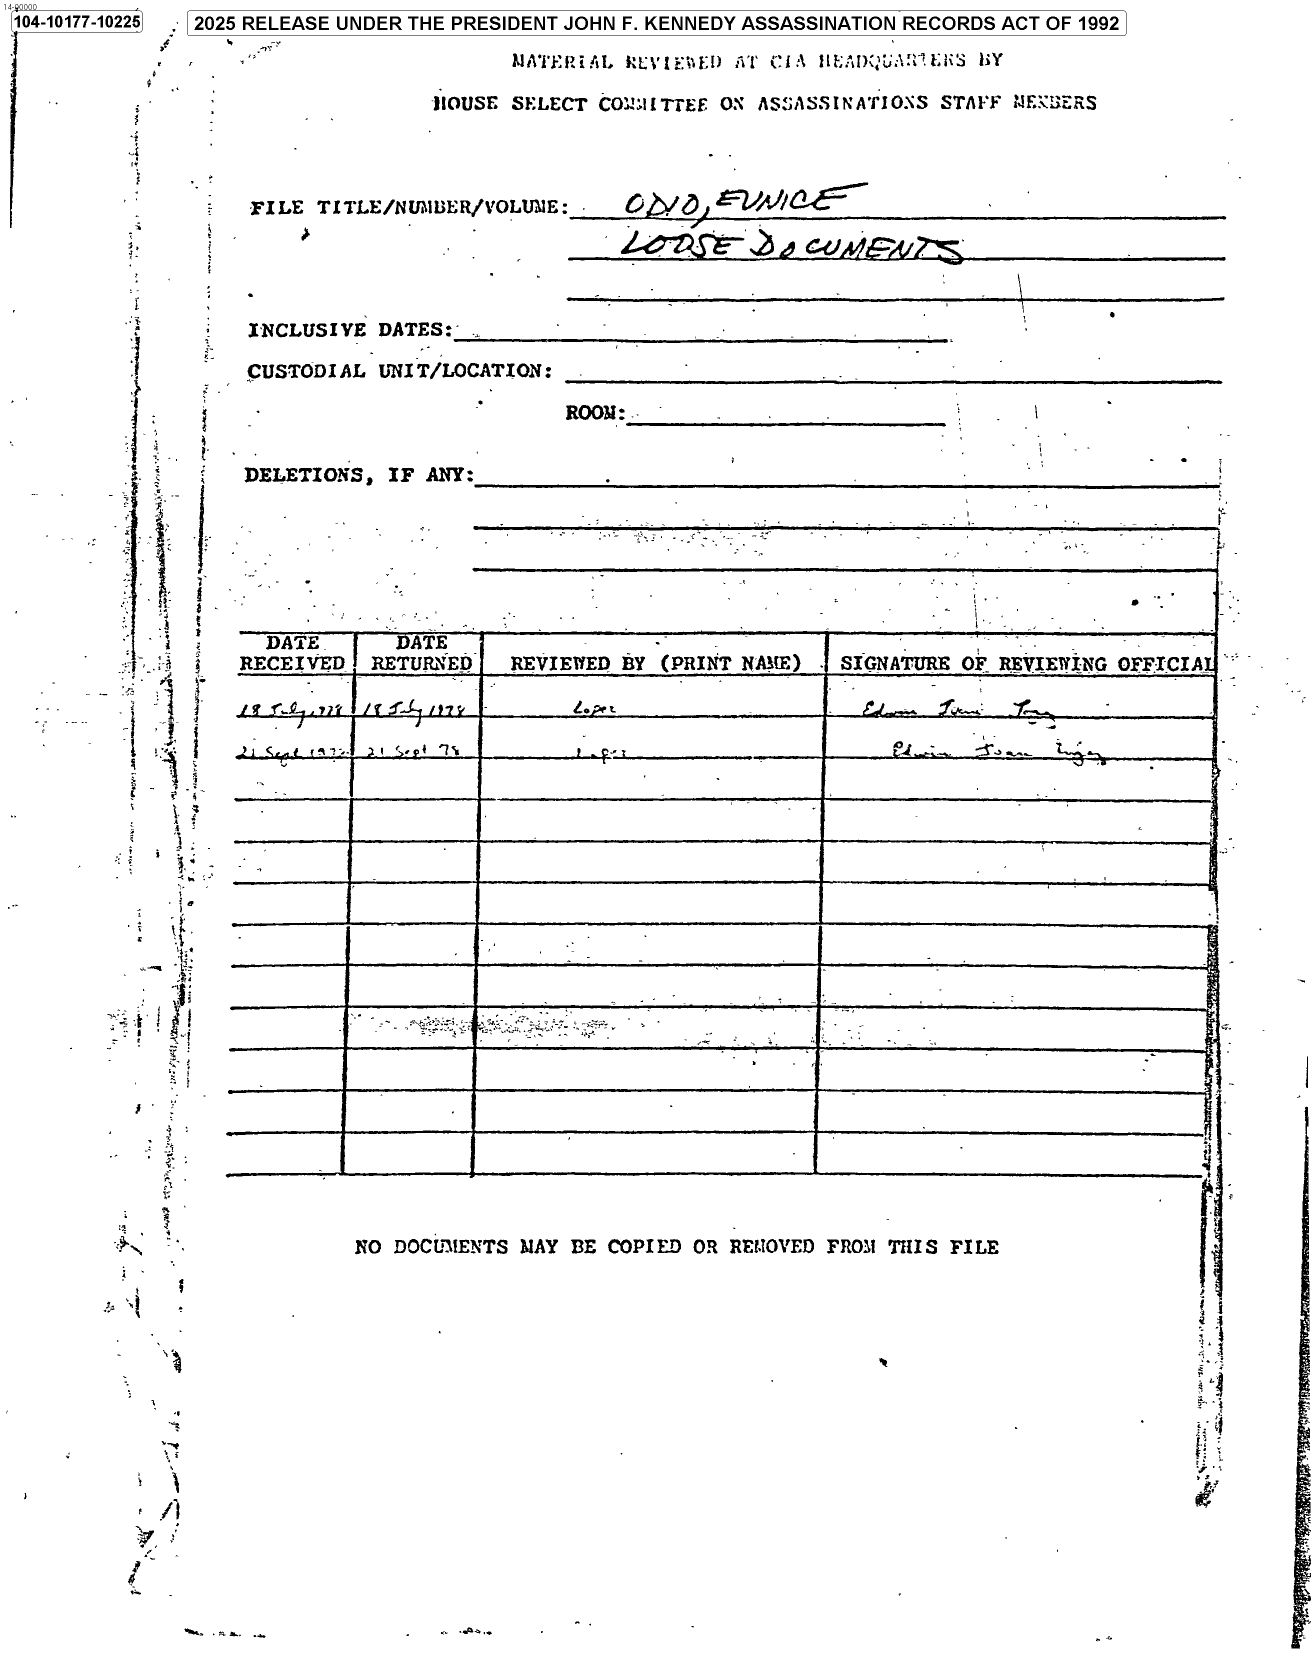 14-00000
104-10177-10225
2025 RELEASE UNDER THE PRESIDENT JOHN F. KENNEDY ASSASSINATION RECORDS ACT OF 1992
MATERIAL REVIEWED AT CIA HEADQUARTERS BY
HOUSE SELECT COMMITTEE ON ASSASSINATIONS STAFF MEMBERS
FILE TITLE/NUMBER/VOLUME: ODIO, EUNICE
LOOSE DOCUMENTS
INCLUSIVE DATES:
CUSTODIAL UNIT/LOCATION:
ROOM:
DELETIONS, IF ANY:
DATE RECEIVED DATE RETURNED REVIEWED BY (PRINT NAME) SIGNATURE OF REVIEWING OFFICIAL
18 July 1978 18 July 1978 Lopez Edwin Juan Lopez
21 Sept 1978 21 Sept 78 Lopez Edwin Juan Lopez
NO DOCUMENTS MAY BE COPIED OR REMOVED FROM THIS FILE